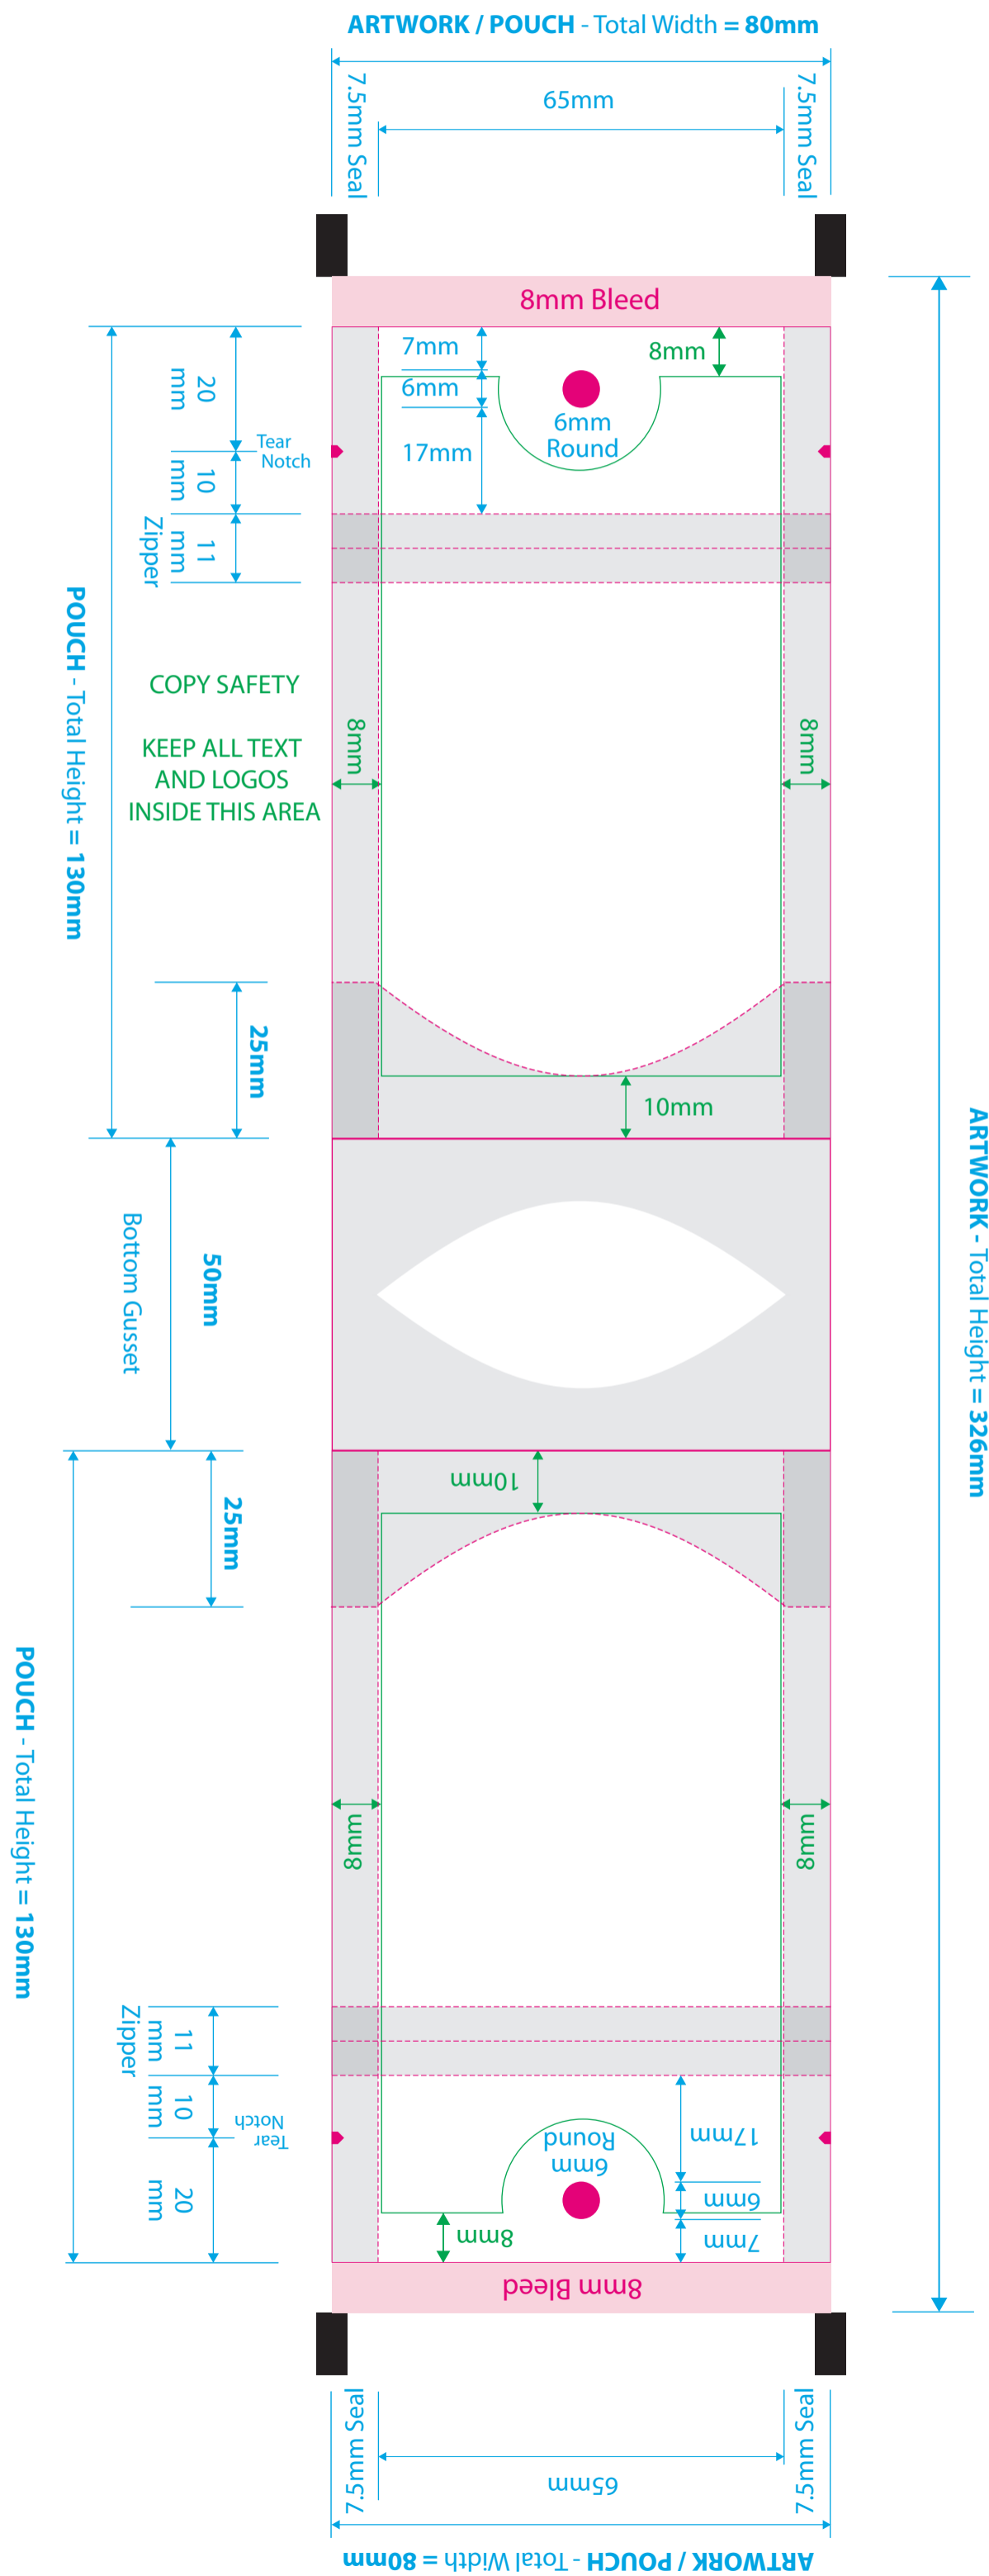 ARTWORK / POUCH - Total Width = 80mm
7.5mm Seal
65mm
7.5mm Seal
8mm Bleed
7mm
8mm
6mm
6mm
Round
17mm
20
mm
Tear
Notch
10
mm
11
mm
Zipper
POUCH - Total Height = 130mm
COPY SAFETY
KEEP ALL TEXT
AND LOGOS
INSIDE THIS AREA
8mm
8mm
25mm
10mm
ARTWORK - Total Height = 326mm
Bottom Gusset
50mm
10mm
25mm
POUCH - Total Height = 130mm
8mm
8mm
11
mm
Zipper
10
mm
Tear
Notch
20
mm
6mm
Round
17mm
6mm
7mm
8mm
8mm Bleed
7.5mm Seal
65mm
7.5mm Seal
ARTWORK / POUCH - Total Width = 80mm